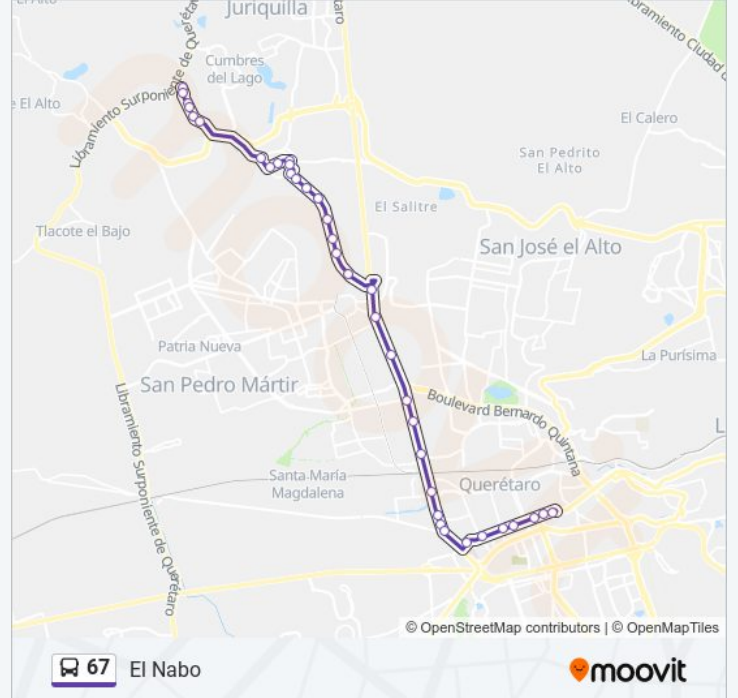 El Alto
Juriquilla
Libramiento Surponiente de Querétaro
Cumbres
del Lago
El Alto
El Calero
San Pedrito
El Alto
El Salitre
Tlacote el Bajo
San José el Alto
Patria Nueva
La Purísima
San Pedro Mártir
Boulevard Bernardo Quintana
Libramiento Surponiente de Querétaro
Santa María
Magdalena
Querétaro
© OpenStreetMap contributors | © OpenMapTiles
67 El Nabo
moovit